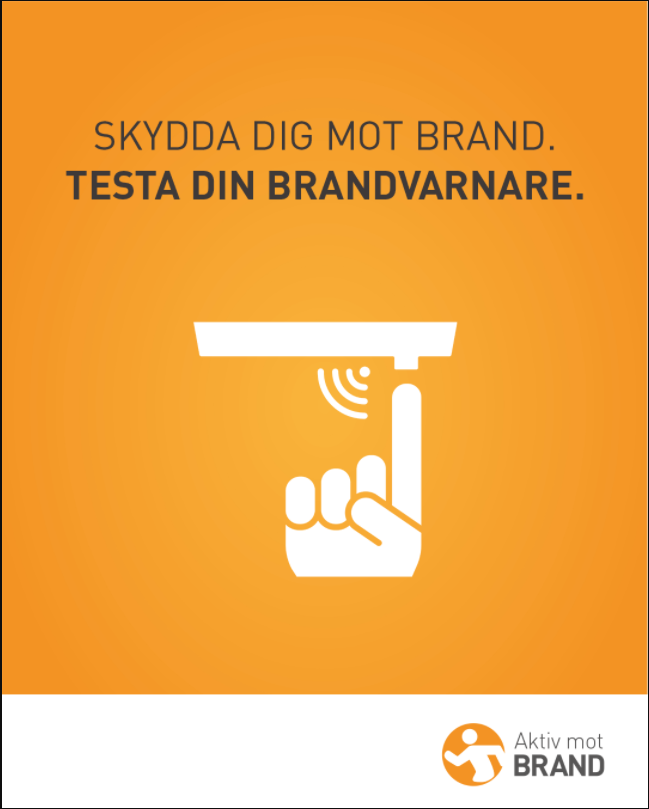 SKYDDA DIG MOT BRAND.
TESTA DIN BRANDVARNARE.
Aktiv mot
BRAND